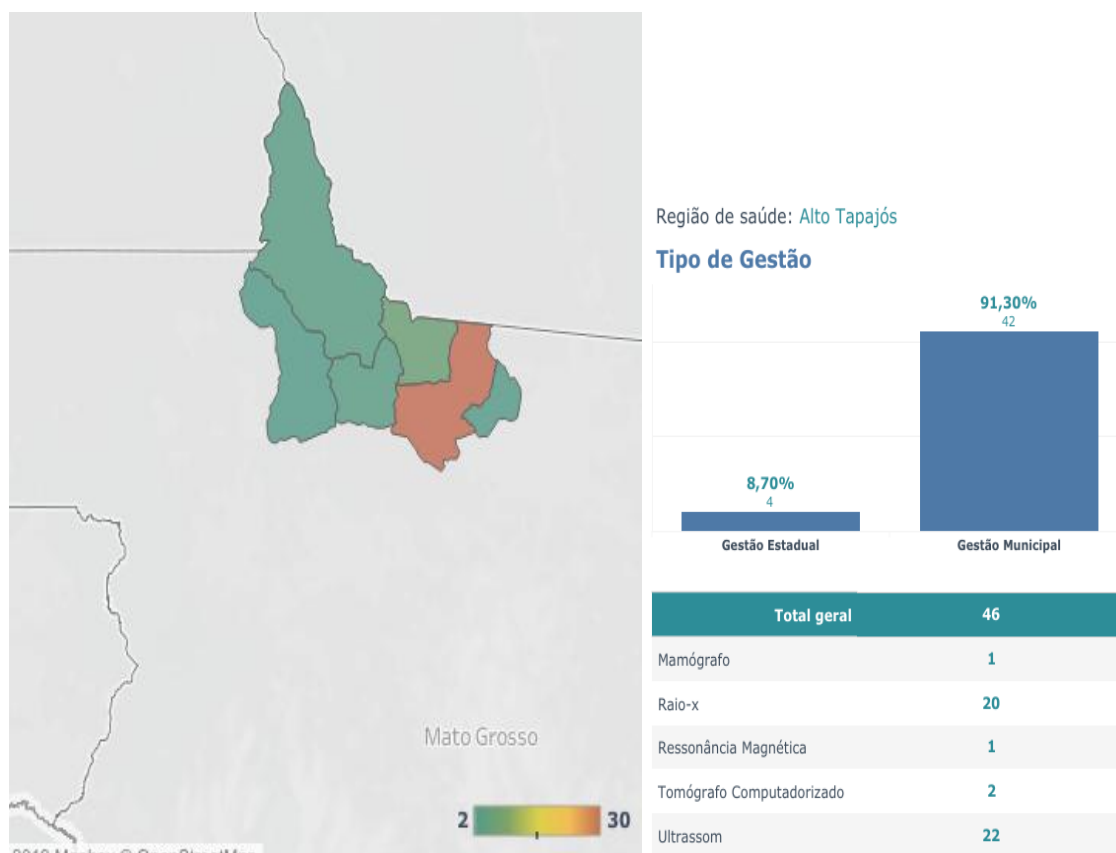 Região de saúde: Alto Tapajós
Tipo de Gestão
91,30%
42
8,70%
4
Gestão Estadual
Gestão Municipal
Total geral 46
Mamógrafo 1
Raio-x 20
Ressonância Magnética 1
Tomógrafo Computadorizado 2
Ultrassom 22
Mato Grosso
2 30